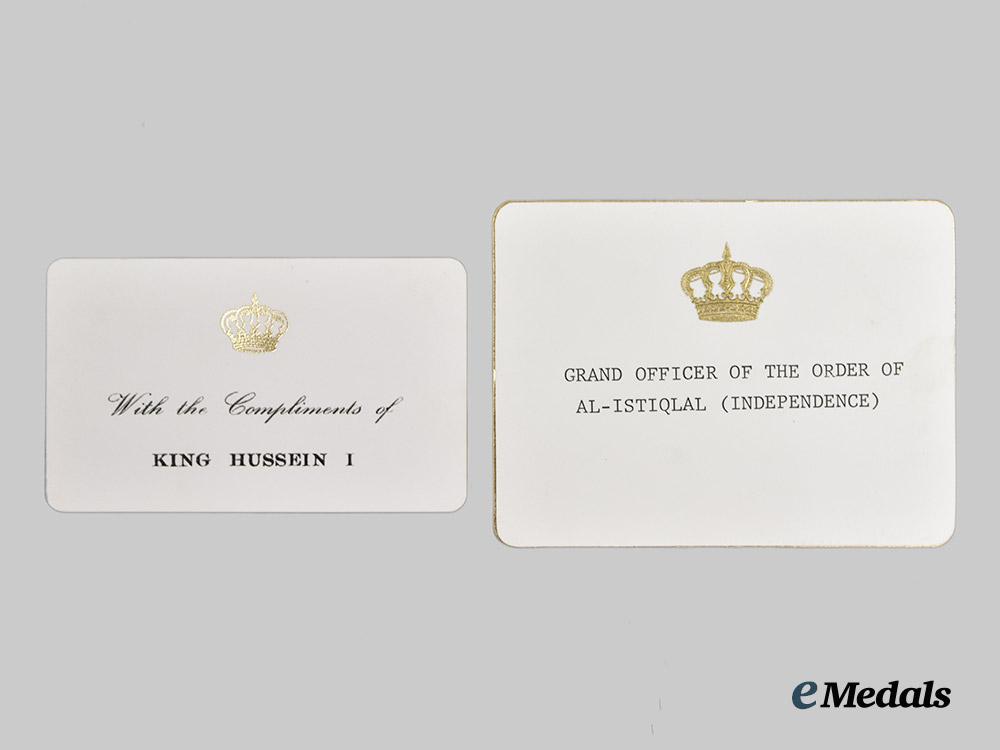 With the Compliments of
KING HUSSEIN I
GRAND OFFICER OF THE ORDER OF
AL-ISTIQLAL (INDEPENDENCE)
eMedals